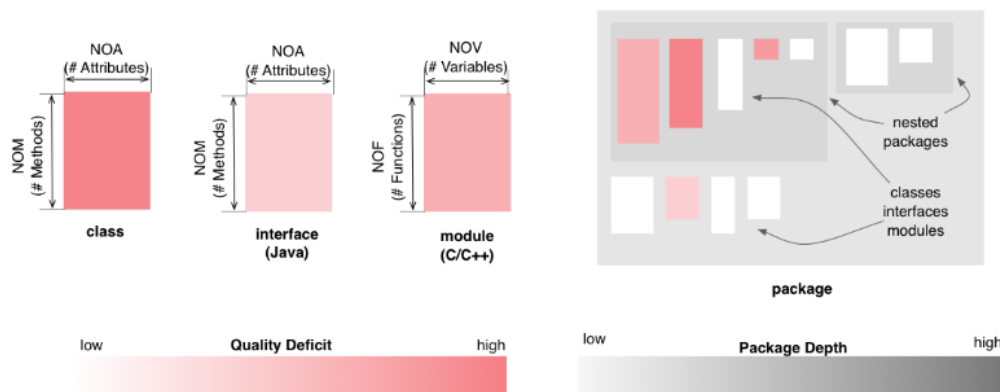 NOA
(# Attributes)
NOM
(# Methods)
class
NOA
(# Attributes)
NOM
(# Methods)
interface
(Java)
NOV
(# Variables)
NOF
(# Functions)
module
(C/C++)
nested
packages
classes
interfaces
modules
package
low
Quality Deficit
high
low
Package Depth
high